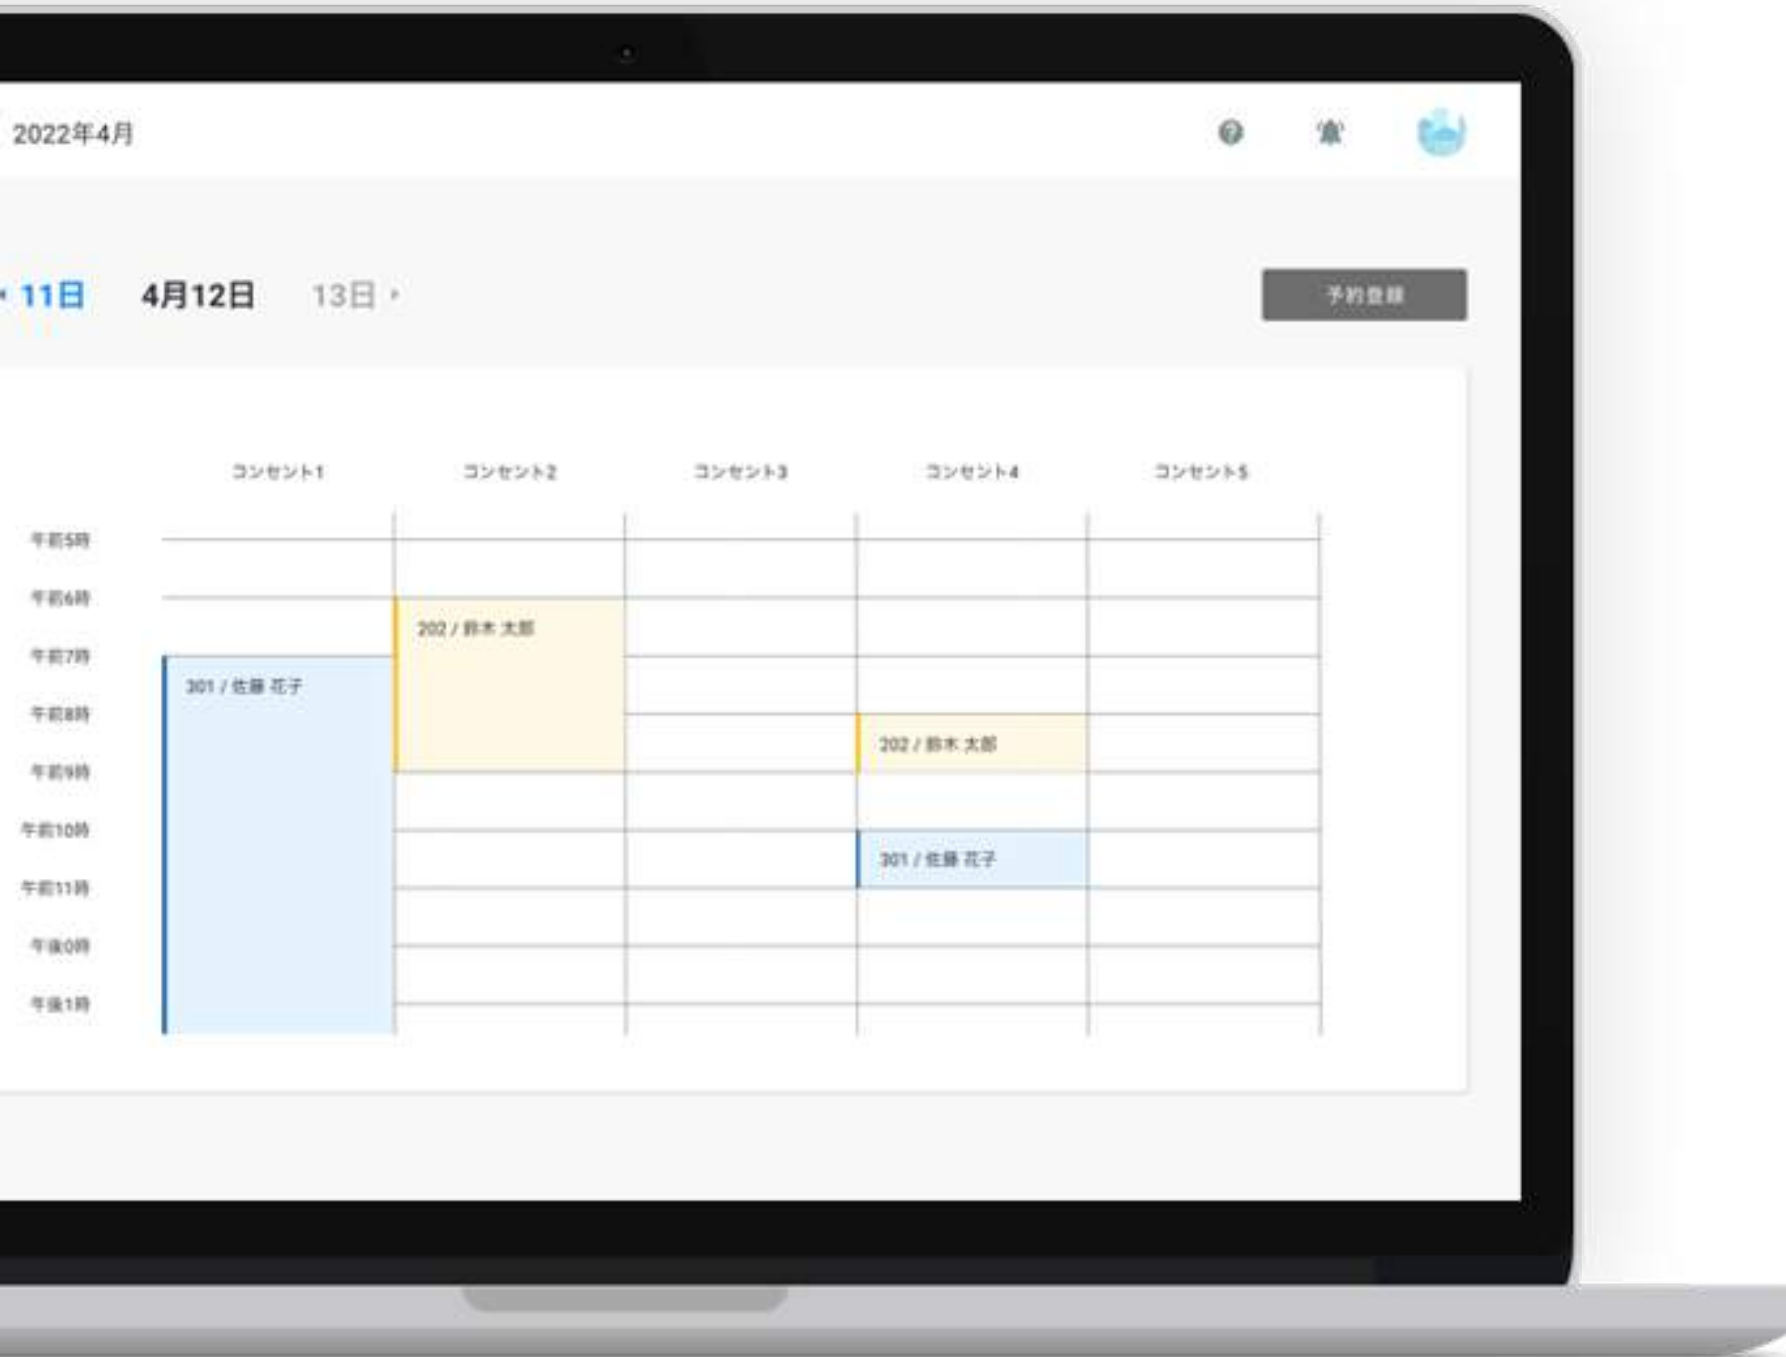 2022年4月
11日 4月12日 13日
予約登録
コンセント1 コンセント2 コンセント3 コンセント4 コンセント5
午前5時
午前6時
202 / 鈴木 太郎
午前7時
301 / 佐藤 花子
午前8時
202 / 鈴木 太郎
午前9時
午前10時
301 / 佐藤 花子
午前11時
午後0時
午後1時